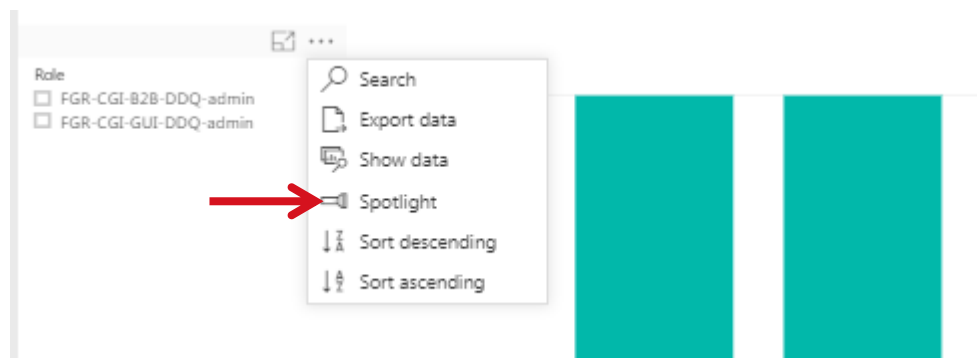 Role
FGR-CGI-B2B-DDQ-admin
FGR-CGI-GUI-DDQ-admin
Search
Export data
Show data
Spotlight
Sort descending
Sort ascending